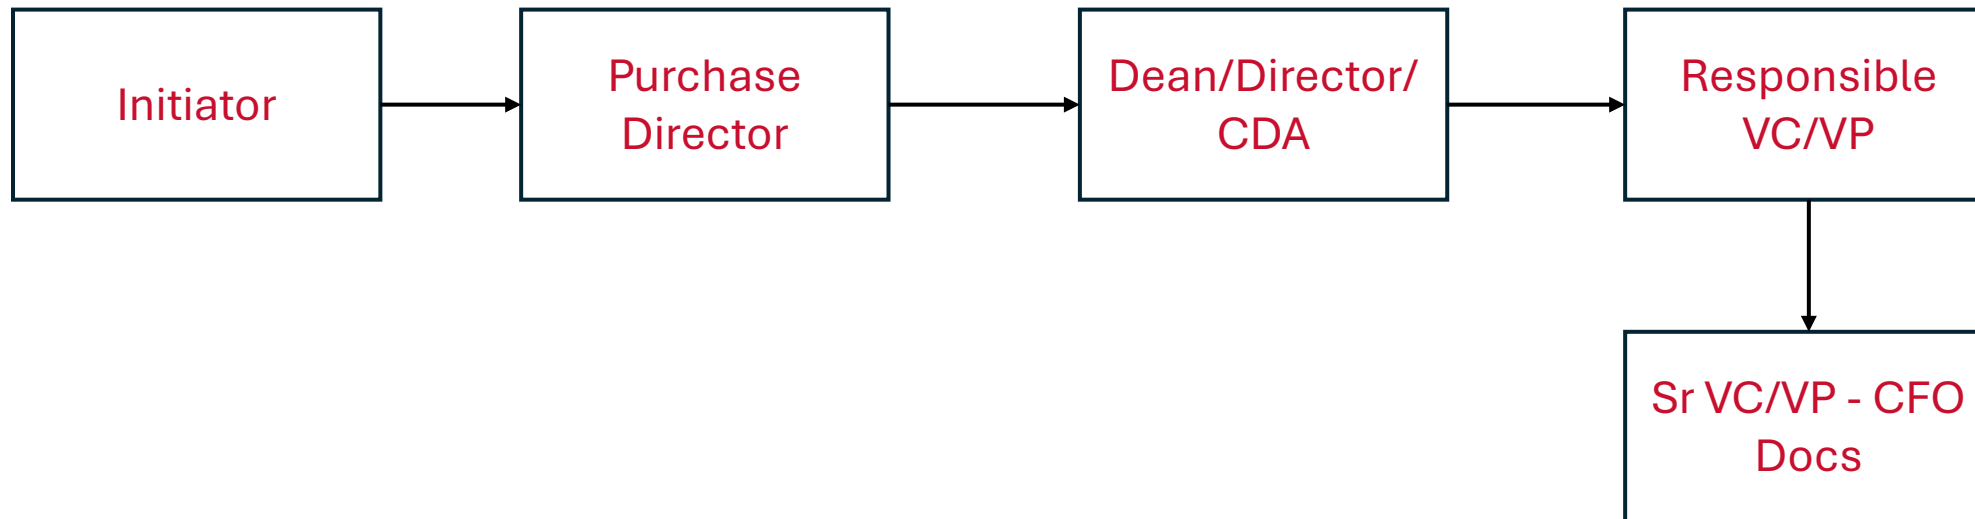 Initiator
Purchase
Director
Dean/Director/
CDA
Responsible
VC/VP
Sr VC/VP - CFO
Docs